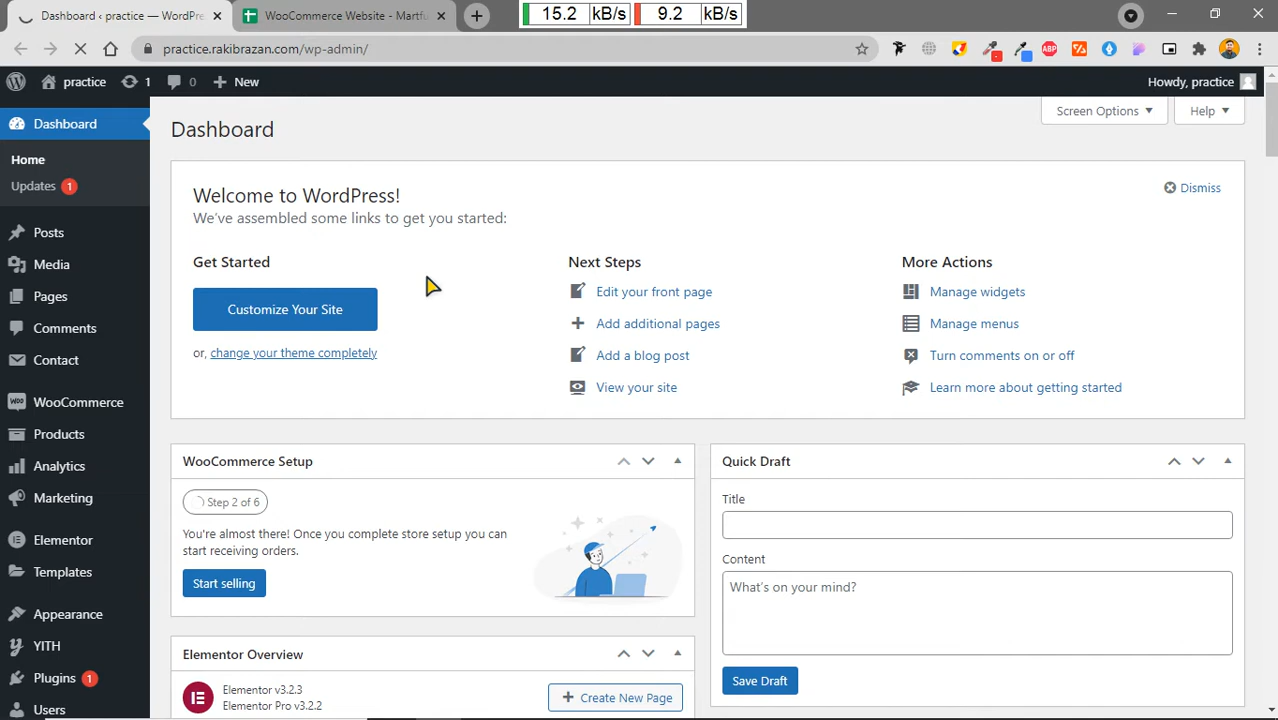 Dashboard ‹ practice — WordPre
WooCommerce Website - Martfu
15.2 kB/s 9.2 kB/s
practice.rakibrazan.com/wp-admin/
practice 1 0 New Howdy, practice
Dashboard
Home
Updates 1
Posts
Media
Pages
Comments
Contact
WooCommerce
Products
Analytics
Marketing
Elementor
Templates
Appearance
YITH
Plugins 1
Users
Dashboard
Screen Options
Help
Welcome to WordPress!
Dismiss
We've assembled some links to get you started:
Get Started
Customize Your Site
or, change your theme completely
Next Steps
Edit your front page
Add additional pages
Add a blog post
View your site
More Actions
Manage widgets
Manage menus
Turn comments on or off
Learn more about getting started
WooCommerce Setup
Step 2 of 6
You're almost there! Once you complete store setup you can
start receiving orders.
Start selling
Elementor Overview
Elementor v3.2.3
Elementor Pro v3.2.2
Create New Page
Quick Draft
Title
Content
What's on your mind?
Save Draft